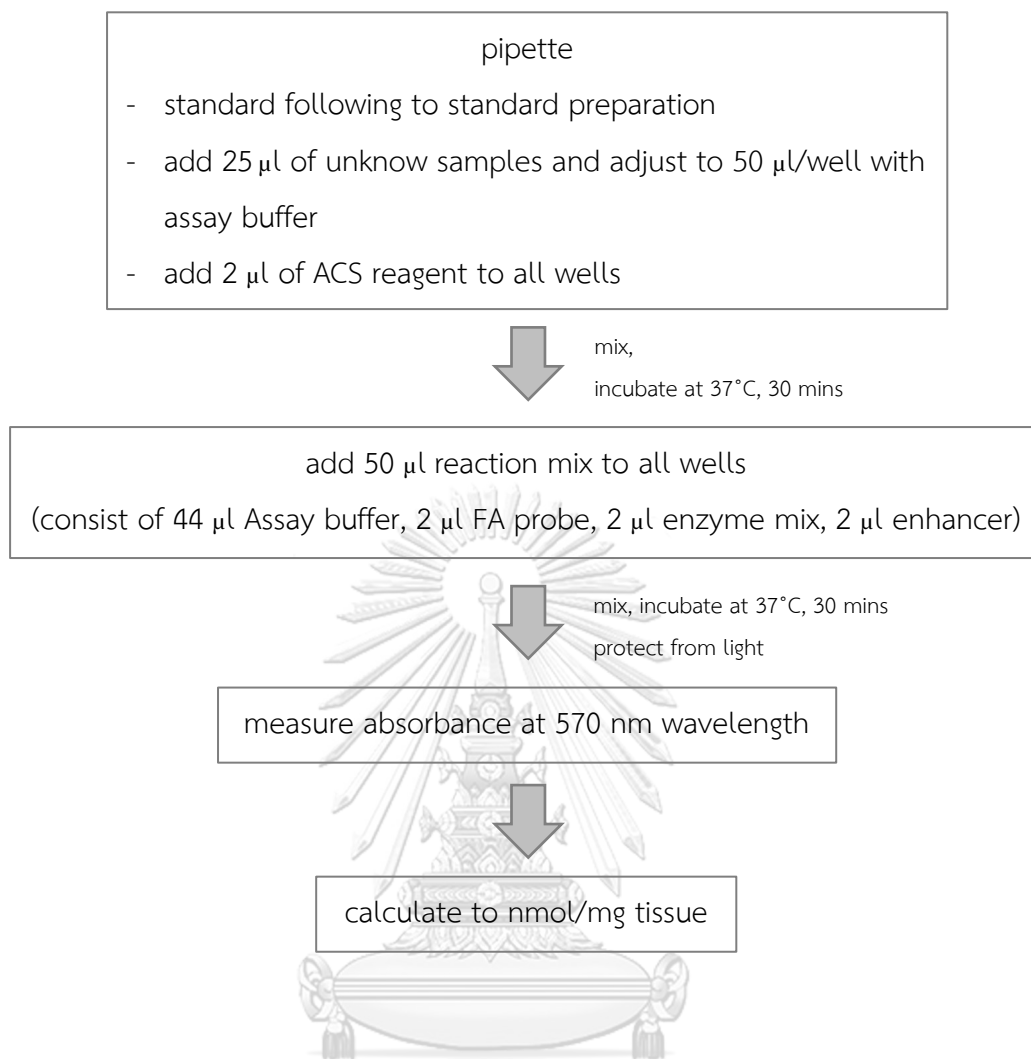 pipette
- standard following to standard preparation
- add 25 µl of unknow samples and adjust to 50 µl/well with
assay buffer
- add 2 µl of ACS reagent to all wells
mix,
incubate at 37°C, 30 mins
add 50 µl reaction mix to all wells
(consist of 44 µl Assay buffer, 2 µl FA probe, 2 µl enzyme mix, 2 µl enhancer)
mix, incubate at 37°C, 30 mins
protect from light
measure absorbance at 570 nm wavelength
calculate to nmol/mg tissue